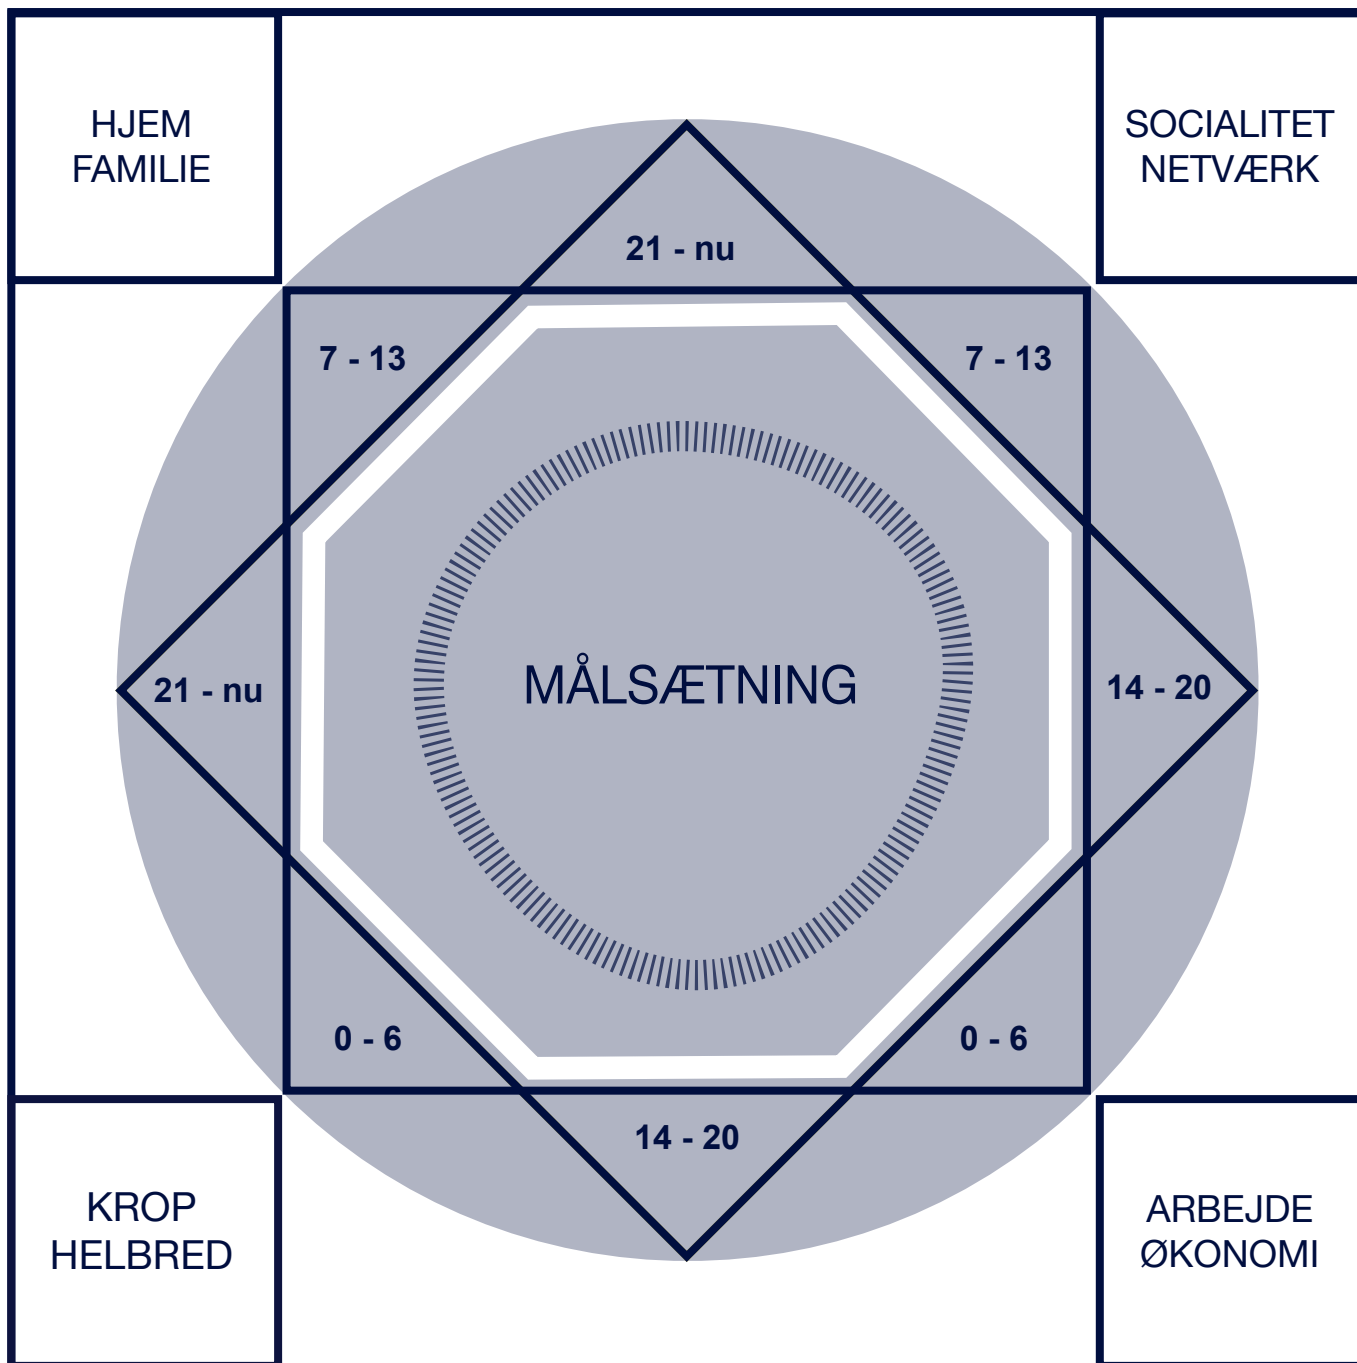 HJEM
FAMILIE
SOCIALITET
NETVÆRK
21 - nu
7 - 13
7 - 13
MÅLSÆTNING
21 - nu
14 - 20
0 - 6
0 - 6
14 - 20
KROP
HELBRED
ARBEJDE
ØKONOMI